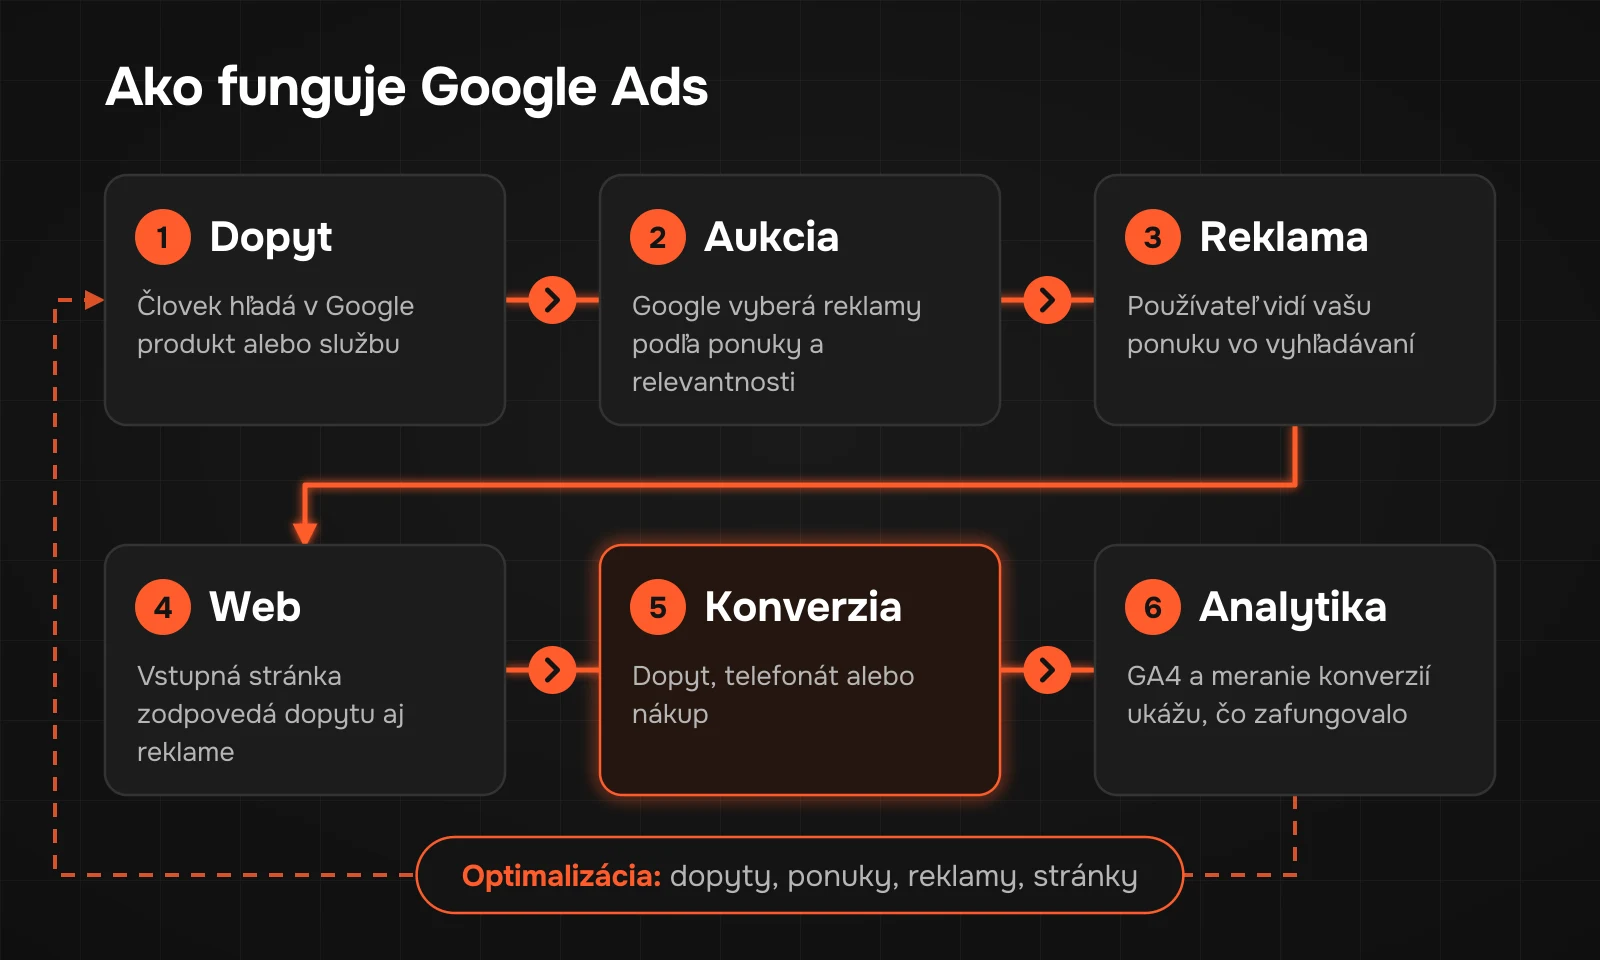 Ako funguje Google Ads
1 Dopyt
Človek hľadá v Google
produkt alebo službu
2 Aukcia
Google vyberá reklamy
podľa ponuky a
relevantnosti
3 Reklama
Používateľ vidí vašu
ponuku vo vyhľadávaní
4 Web
Vstupná stránka
zodpovedá dopytu aj
reklame
5 Konverzia
Dopyt, telefonát alebo
nákup
6 Analytika
GA4 a meranie konverzií
ukážu, čo zafungovalo
Optimalizácia: dopyty, ponuky, reklamy, stránky